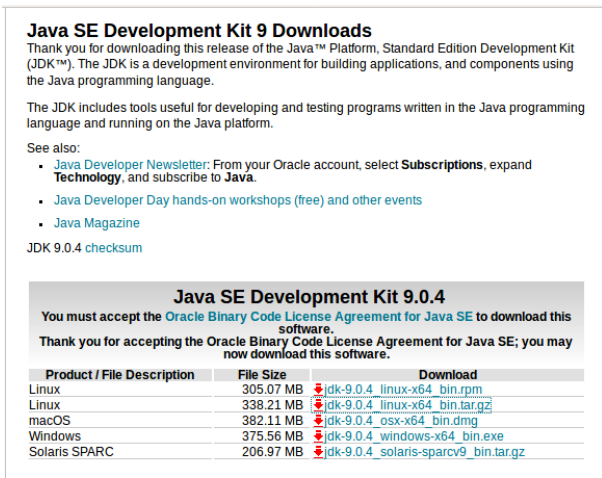 Java SE Development Kit 9 Downloads
Thank you for downloading this release of the Java™ Platform, Standard Edition Development Kit
(JDK™). The JDK is a development environment for building applications, and components using
the Java programming language.
The JDK includes tools useful for developing and testing programs written in the Java programming
language and running on the Java platform.
See also:
Java Developer Newsletter: From your Oracle account, select Subscriptions, expand
Technology, and subscribe to Java.
Java Developer Day hands-on workshops (free) and other events
Java Magazine
JDK 9.0.4 checksum
Java SE Development Kit 9.0.4
You must accept the Oracle Binary Code License Agreement for Java SE to download this
software.
Thank you for accepting the Oracle Binary Code License Agreement for Java SE; you may
now download this software.
Product / File Description File Size Download
Linux 305.07 MB jdk-9.0.4_linux-x64_bin.rpm
Linux 338.21 MB jdk-9.0.4_linux-x64_bin.tar.gz
macOS 382.11 MB jdk-9.0.4_osx-x64_bin.dmg
Windows 375.56 MB jdk-9.0.4_windows-x64_bin.exe
Solaris SPARC 206.97 MB jdk-9.0.4_solaris-sparcv9_bin.tar.gz